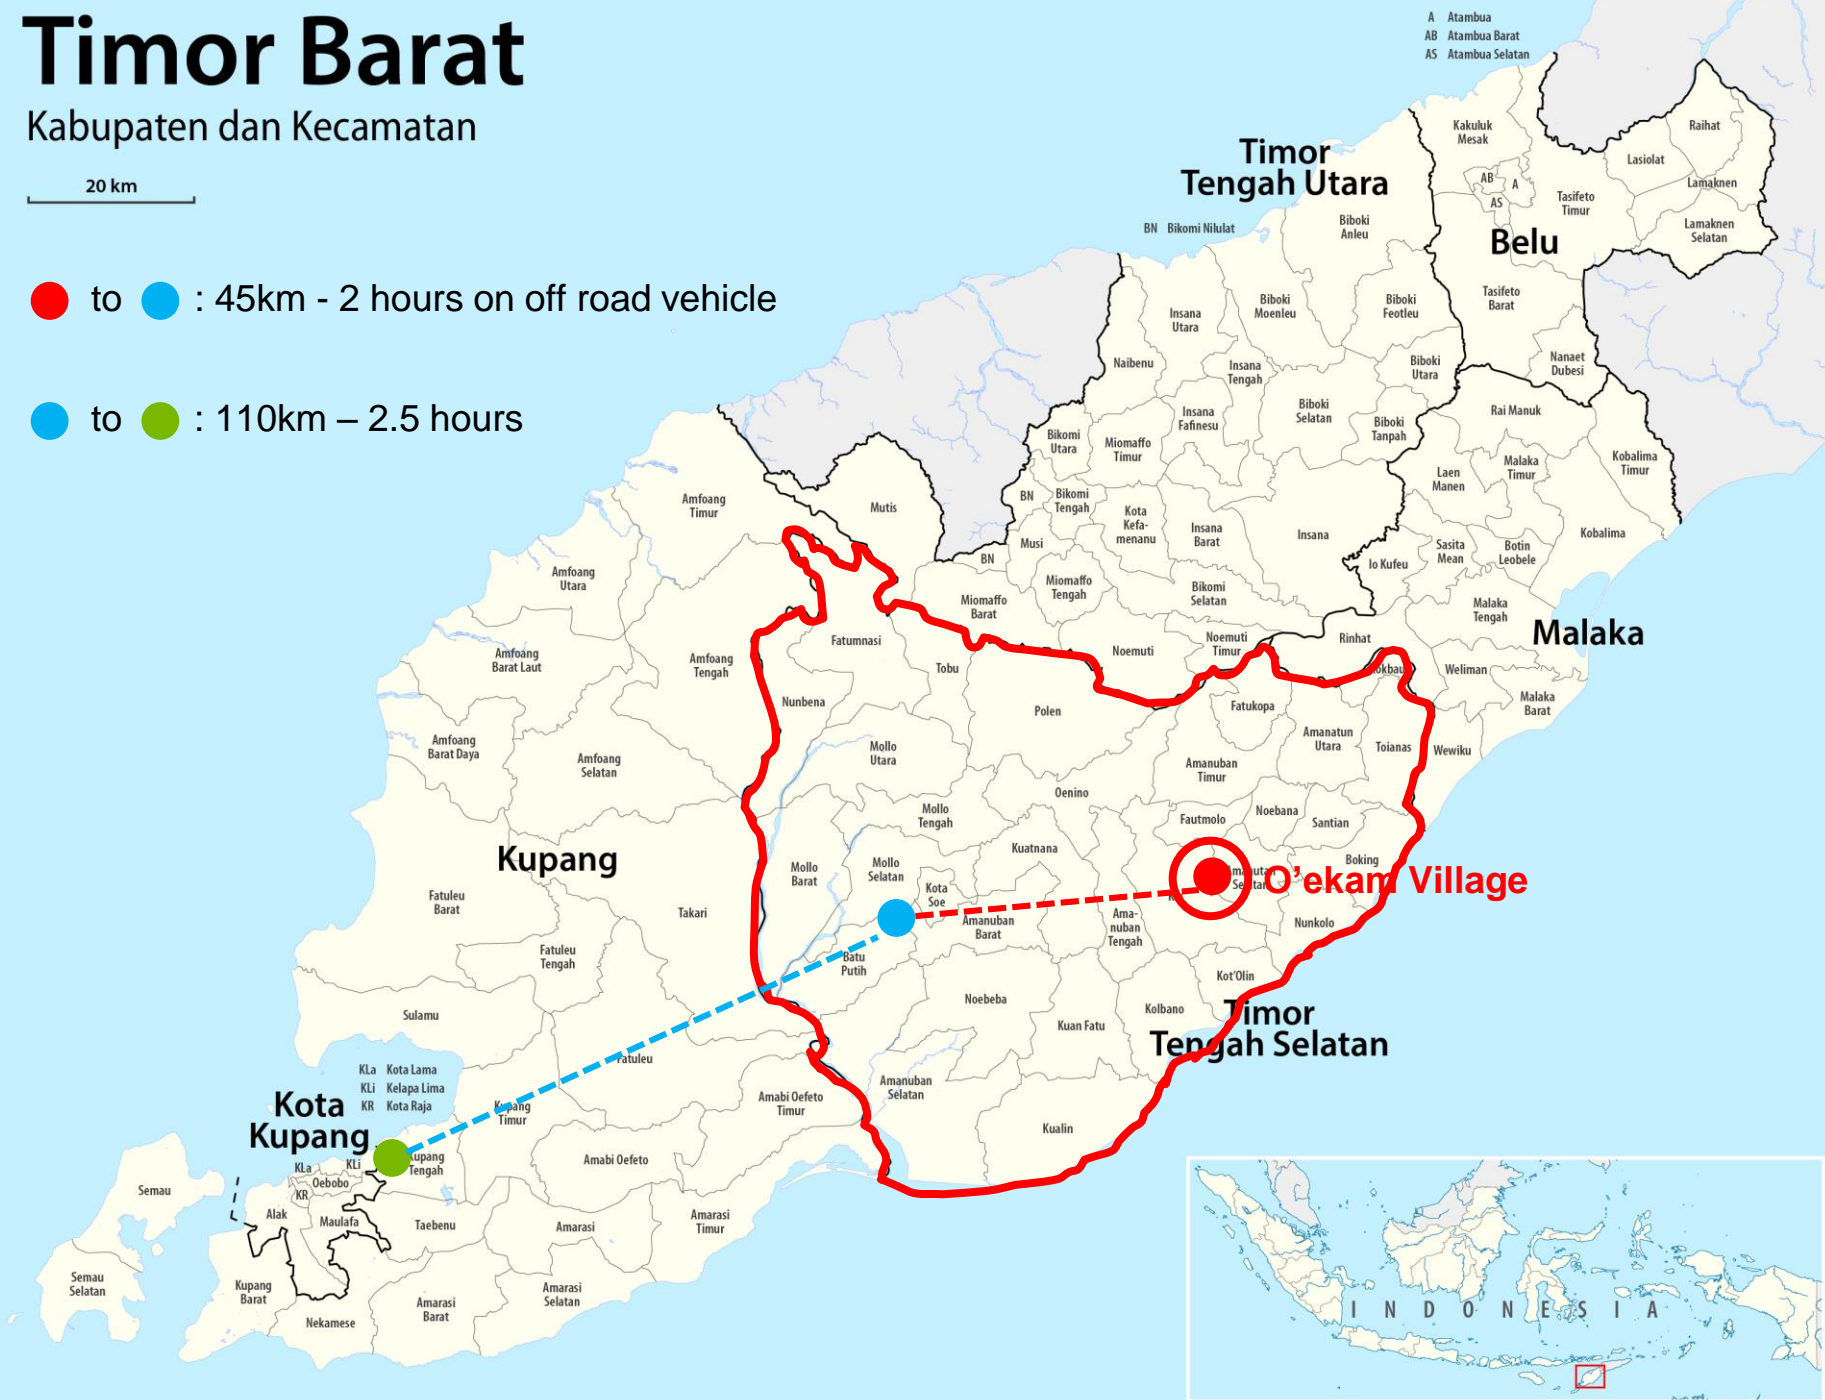 Timor Barat
Kabupaten dan Kecamatan
20 km
to : 45km - 2 hours on off road vehicle
to : 110km – 2.5 hours
A Atambua
AB Atambua Barat
AS Atambua Selatan
Timor
Tengah Utara
BN Bikomi Nilulat
Kakuluk
Mesak
Raihat
Lasiolat
Lamaknen
AB
A
AS
Tasifeto
Timur
Lamaknen
Selatan
Belu
Biboki
Anleu
Tasifeto
Barat
Nanaet
Dubesi
Insana
Utara
Biboki
Moenleu
Biboki
Feotleu
Naibenu
Insana
Tengah
Biboki
Utara
Insana
Fafinesu
Biboki
Selatan
Biboki
Tanpah
Rai Manuk
Bikomi
Utara
Miomaffo
Timur
Laen
Manen
Malaka
Timur
Kobalima
Timur
BN
Bikomi
Tengah
Kota
Kefa-
menanu
Insana
Barat
Insana
Kobalima
Musi
BN
Sasita
Mean
Botin
Leobele
Io Kufeu
Miomaffo
Tengah
Miomaffo
Barat
Bikomi
Selatan
Malaka
Tengah
Malaka
Noemuti
Noemuti
Timur
Rinhat
Weliman
Malaka
Barat
Wewiku
Mutis
Amfoang
Timur
Amfoang
Utara
Amfoang
Barat Laut
Amfoang
Tengah
Amfoang
Barat Daya
Amfoang
Selatan
Fatumnasi
Tobu
Nunbena
Polen
Fatukopa
Amanatun
Utara
Toianas
Mollo
Utara
Amanuban
Timur
Oenino
Mollo
Tengah
Fautmolo
Noebana
Santian
Kuatnana
Boking
Mollo
Barat
Mollo
Selatan
Kota
Soe
O’ekam Village
Amanuban
Barat
Ama-
nuban
Tengah
Nunkolo
Batu
Putih
Kot'Olin
Noebeba
Kolbano
Kuan Fatu
Timor
Tengah Selatan
Amanuban
Selatan
Kualin
Kupang
Fatuleu
Barat
Takari
Fatuleu
Tengah
Sulamu
Fatuleu
KLa Kota Lama
KLi Kelapa Lima
KR Kota Raja
Kota
Kupang
Kupang
Timur
Amabi Oefeto
Timur
Kupang
Tengah
Amabi Oefeto
KLa
KLi
Oebobo
KR
Alak
Maulafa
Taebenu
Amarasi
Amarasi
Timur
Semau
Semau
Selatan
Kupang
Barat
Nekamese
Amarasi
Barat
Amarasi
Selatan
INDONESIA